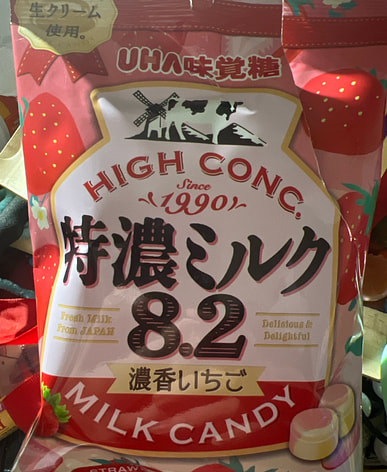 生クリーム
使用。
UHA味覚糖
HIGH CONC.
Since
1990
特濃ミルク
8.2
Fresh Milk
From JAPAN
Delicious &
Delightful
濃香いちご
MILK CANDY
STRAW